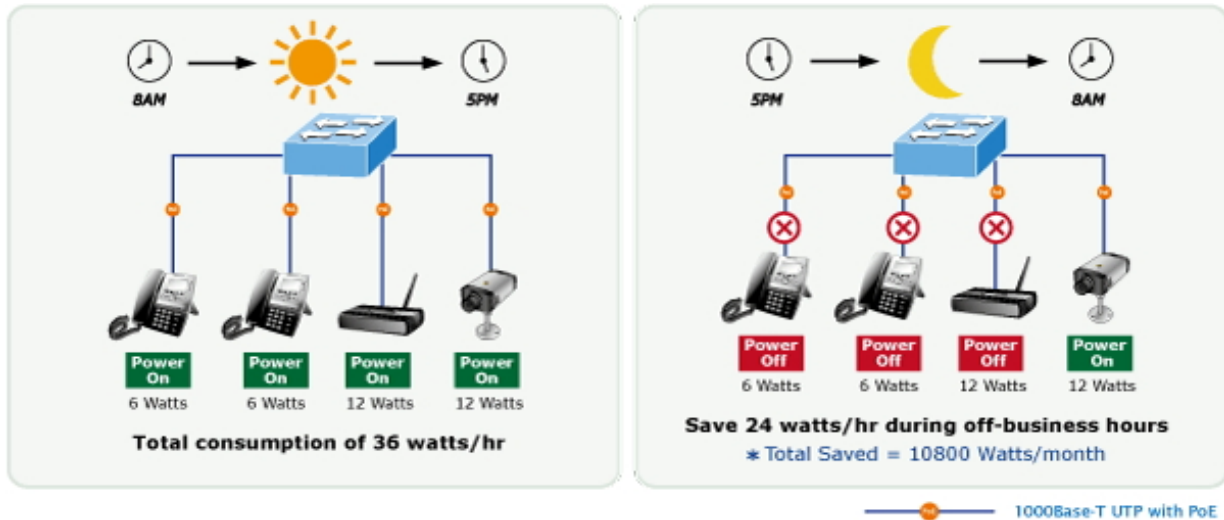 8AM
5PM
Power On
6 Watts
Power On
6 Watts
Power On
12 Watts
Power On
12 Watts
Total consumption of 36 watts/hr
5PM
8AM
Power Off
6 Watts
Power Off
6 Watts
Power Off
12 Watts
Power On
12 Watts
Save 24 watts/hr during off-business hours
* Total Saved = 10800 Watts/month
PoE
1000Base-T UTP with PoE